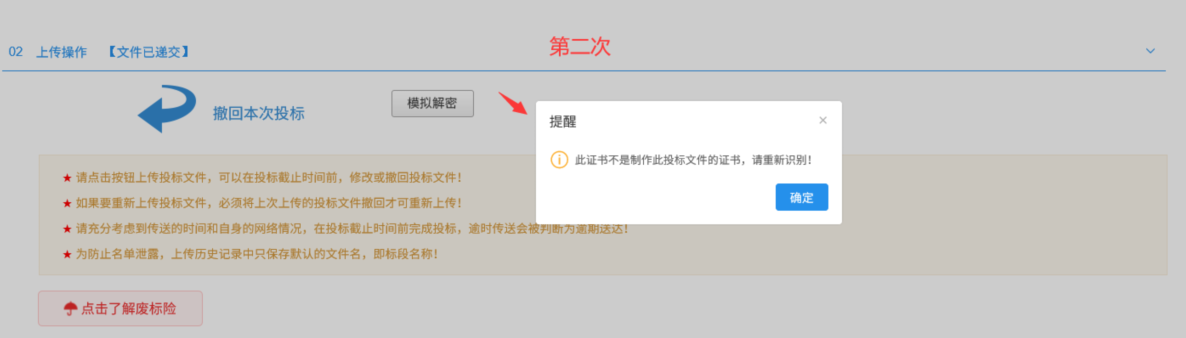 02 上传操作 【文件已递交】
第二次
撤回本次投标
模拟解密
提醒
×
此证书不是制作此投标文件的证书，请重新识别！
确定
★ 请点击按钮上传投标文件，可以在投标截止时间前，修改或撤回投标文件！
★ 如果要重新上传投标文件，必须将上次上传的投标文件撤回才可重新上传！
★ 请充分考虑到传送的时间和自身的网络情况，在投标截止时间前完成投标，逾时传送会被判断为逾期送达！
★ 为防止名单泄露，上传历史记录中只保存默认的文件名，即标段名称！
点击了解废标险